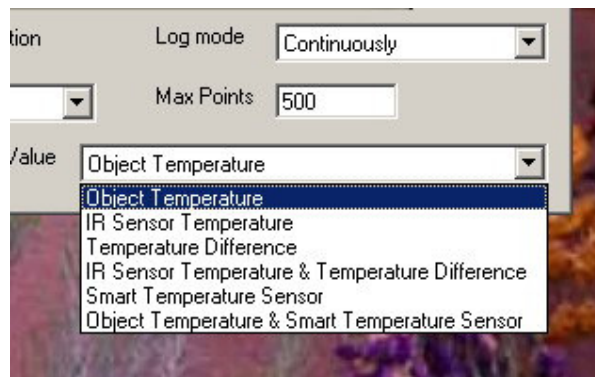 tion Log mode Continuously
Max Points 500
Value Object Temperature
Object Temperature
IR Sensor Temperature
Temperature Difference
IR Sensor Temperature & Temperature Difference
Smart Temperature Sensor
Object Temperature & Smart Temperature Sensor